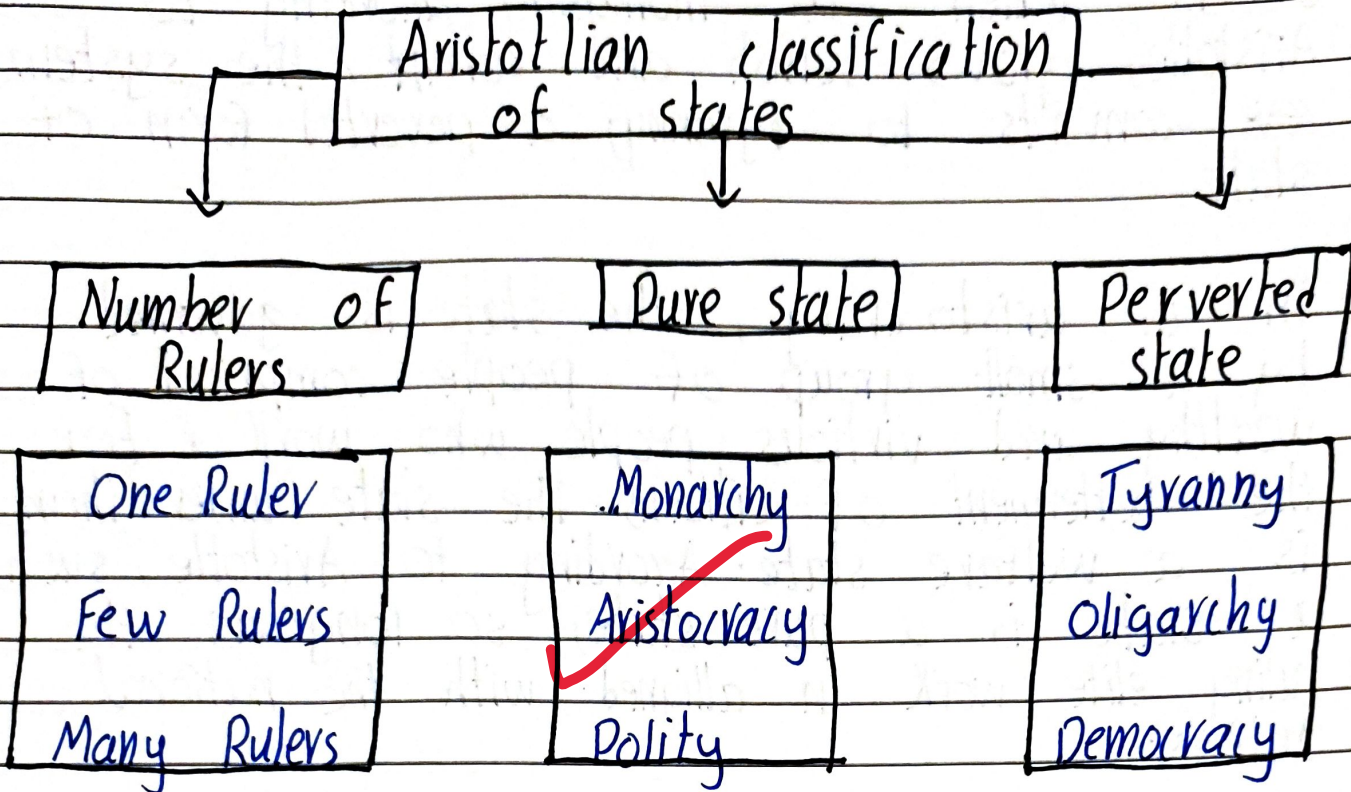 Aristotlian classification
of states
Number of
Rulers
Pure state
Perverted
state
One Ruler
Few Rulers
Many Rulers
Monarchy
Aristocracy
Polity
Tyranny
Oligarchy
Democracy